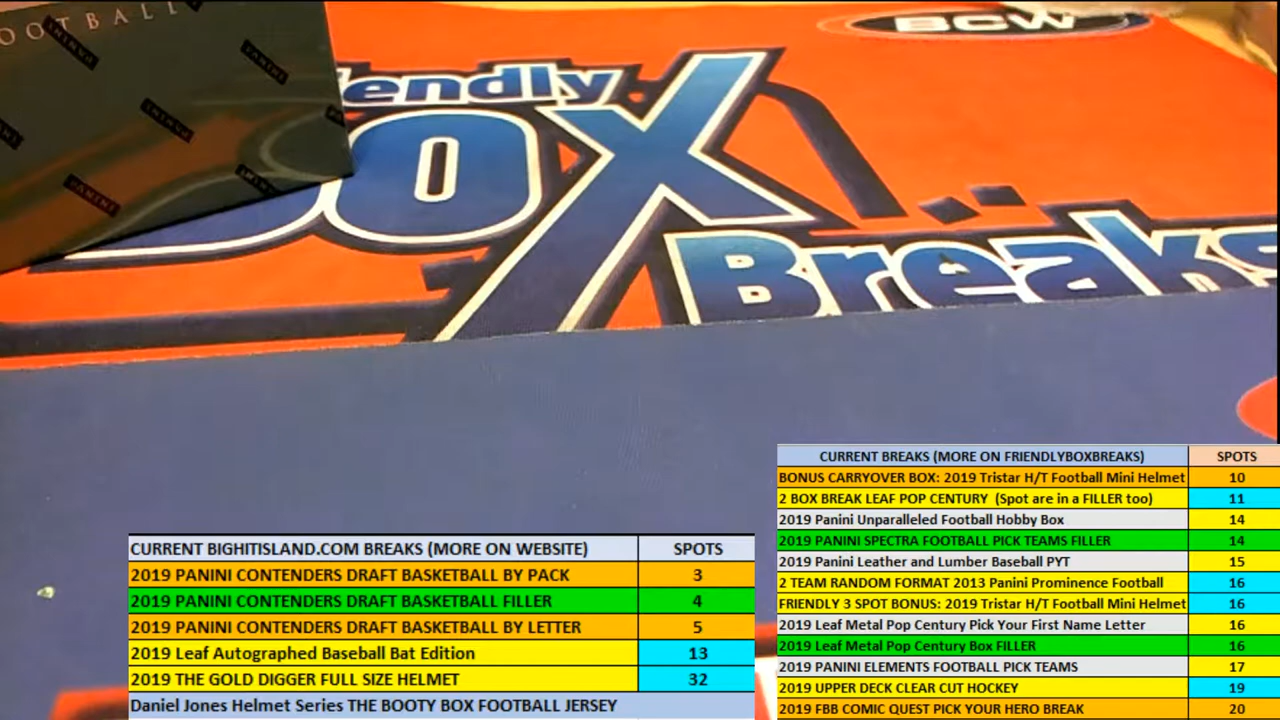 OOTBALL
PANINI
PANINI
PANINI
PANINI
BCW
endly
BOX
Breaks
CURRENT BREAKS (MORE ON FRIENDLYBOXBREAKS) SPOTS
BONUS CARRYOVER BOX: 2019 Tristar H/T Football Mini Helmet 10
2 BOX BREAK LEAF POP CENTURY (Spot are in a FILLER too) 11
2019 Panini Unparalleled Football Hobby Box 14
2019 PANINI SPECTRA FOOTBALL PICK TEAMS FILLER 14
2019 Panini Leather and Lumber Baseball PYT 15
2 TEAM RANDOM FORMAT 2013 Panini Prominence Football 16
FRIENDLY 3 SPOT BONUS: 2019 Tristar H/T Football Mini Helmet 16
2019 Leaf Metal Pop Century Pick Your First Name Letter 16
2019 Leaf Metal Pop Century Box FILLER 16
2019 PANINI ELEMENTS FOOTBALL PICK TEAMS 17
2019 UPPER DECK CLEAR CUT HOCKEY 19
2019 FBB COMIC QUEST PICK YOUR HERO BREAK 20
CURRENT BIGHITISLAND.COM BREAKS (MORE ON WEBSITE) SPOTS
2019 PANINI CONTENDERS DRAFT BASKETBALL BY PACK 3
2019 PANINI CONTENDERS DRAFT BASKETBALL FILLER 4
2019 PANINI CONTENDERS DRAFT BASKETBALL BY LETTER 5
2019 Leaf Autographed Baseball Bat Edition 13
2019 THE GOLD DIGGER FULL SIZE HELMET 32
Daniel Jones Helmet Series THE BOOTY BOX FOOTBALL JERSEY